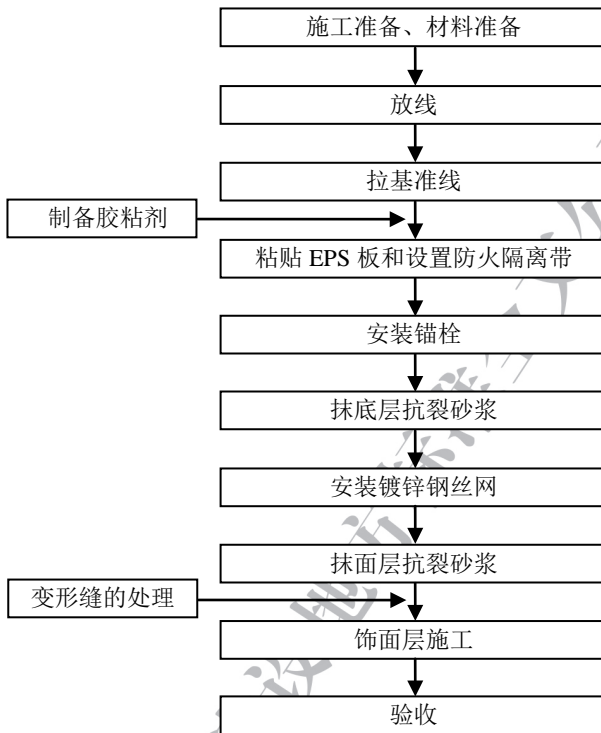 施工准备、材料准备
放线
拉基准线
制备胶粘剂
粘贴 EPS 板和设置防火隔离带
安装锚栓
抹底层抗裂砂浆
安装镀锌钢丝网
抹面层抗裂砂浆
变形缝的处理
饰面层施工
验收